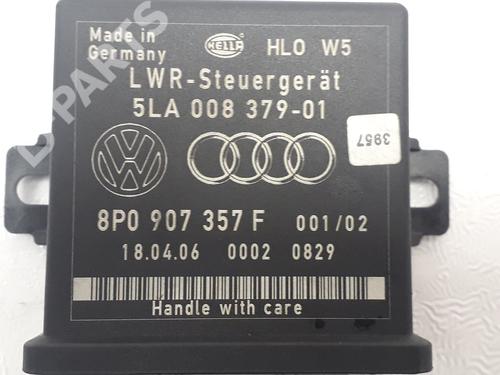 Made in
Germany
HELLA
HLO W5
LWR-Steuergerät
5LA 008 379-01
3957
8P0 907 357 F 001/02
18.04.06 0002 0829
Handle with care
B-PARTS